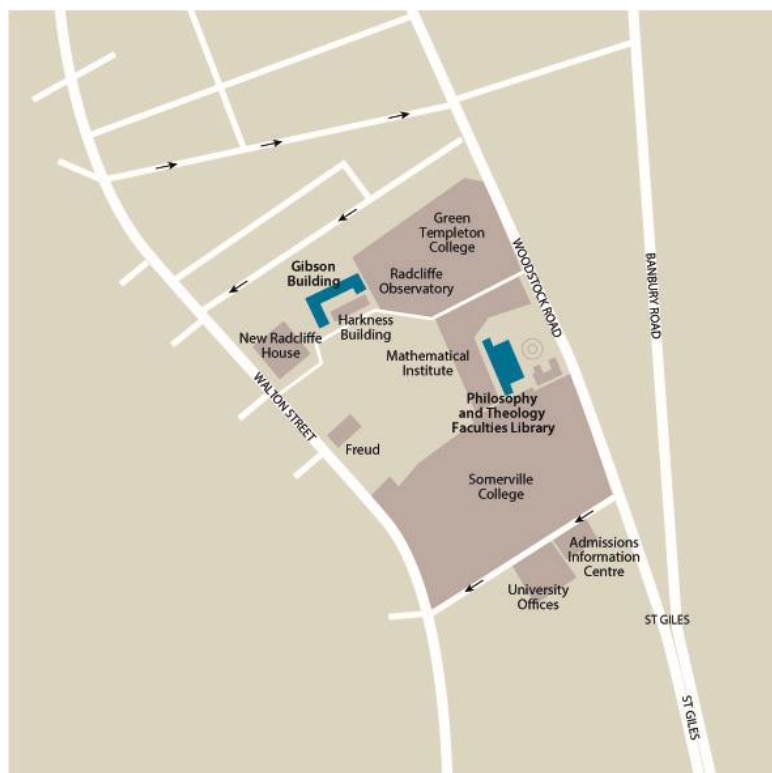 Green
Templeton
College
WOODSTOCK ROAD
BANBURY ROAD
Gibson
Building
Radcliffe
Observatory
Harkness
Building
New Radcliffe
House
Mathematical
Institute
WALTON STREET
Philosophy
and Theology
Faculties Library
Freud
Somerville
College
Admissions
Information
Centre
University
Offices
ST GILES
ST GILES